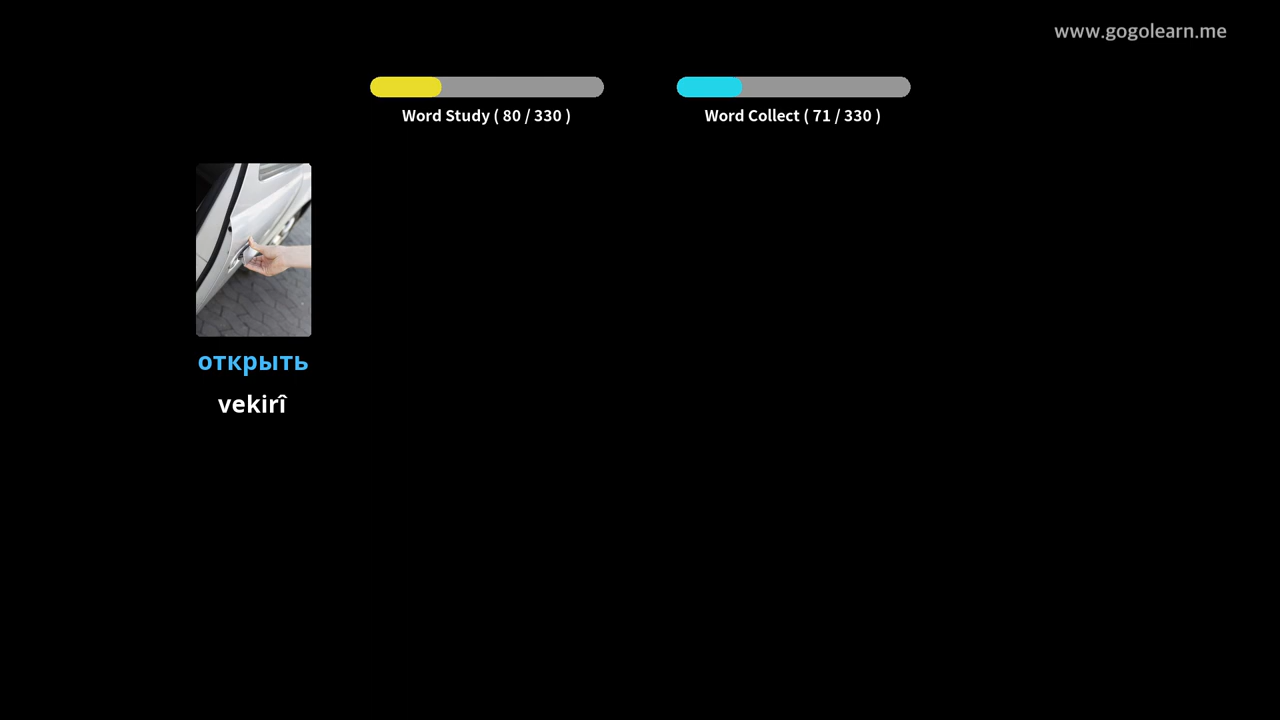 www.gogolearn.me
Word Study ( 80 / 330 )
Word Collect ( 71 / 330 )
открыть
vekirî